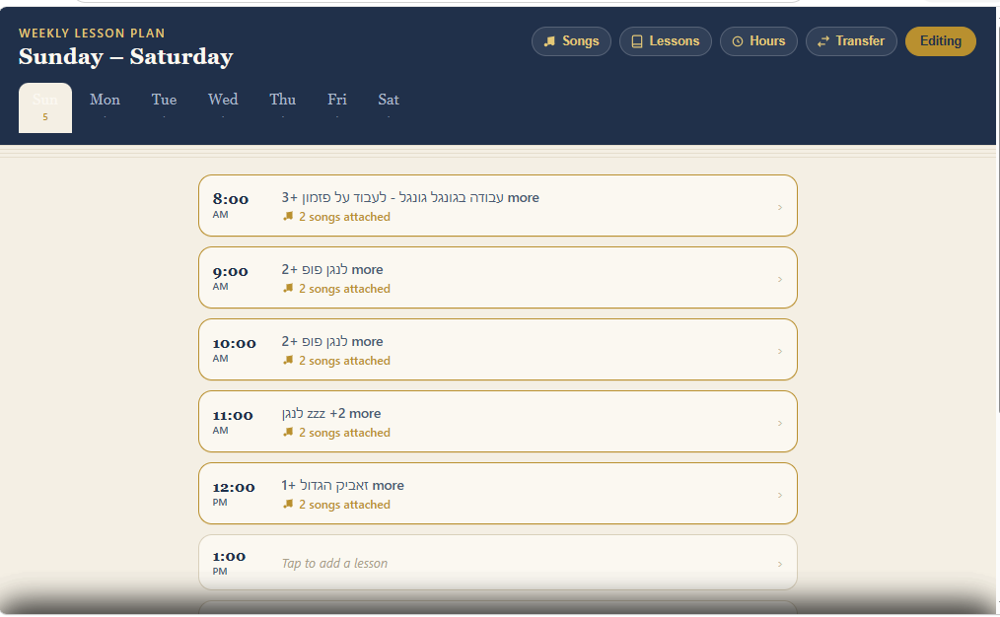 WEEKLY LESSON PLAN
Sunday – Saturday
Songs
Lessons
Hours
Transfer
Editing
Sun Mon Tue Wed Thu Fri Sat
5 - - - - - -
8:00
AM
עבודה בגונגל גונגל - לעבוד על פזמון +3 more
2 songs attached
9:00
AM
לנגן פופ +2 more
2 songs attached
10:00
AM
לנגן פופ +2 more
2 songs attached
11:00
AM
לנגן zzz +2 more
2 songs attached
12:00
PM
זאביק הגדול +1 more
2 songs attached
1:00
PM
Tap to add a lesson